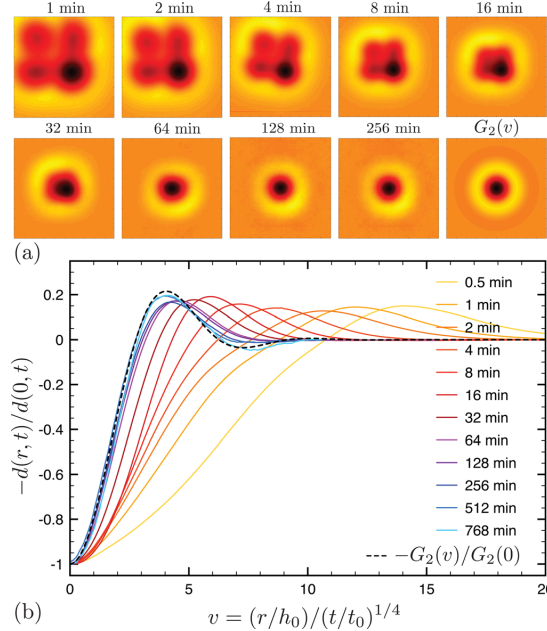 1 min 2 min 4 min 8 min 16 min
32 min 64 min 128 min 256 min G₂(v)
(a)
0.2
0
-0.2
-0.4
-0.6
-0.8
-1
−d(r, t)/d(0, t)
0.5 min
1 min
2 min
4 min
8 min
16 min
32 min
64 min
128 min
256 min
512 min
768 min
−G₂(v)/G₂(0)
0 5 10 15 20
(b) v = (r/h₀)/(t/t₀)^{1/4}